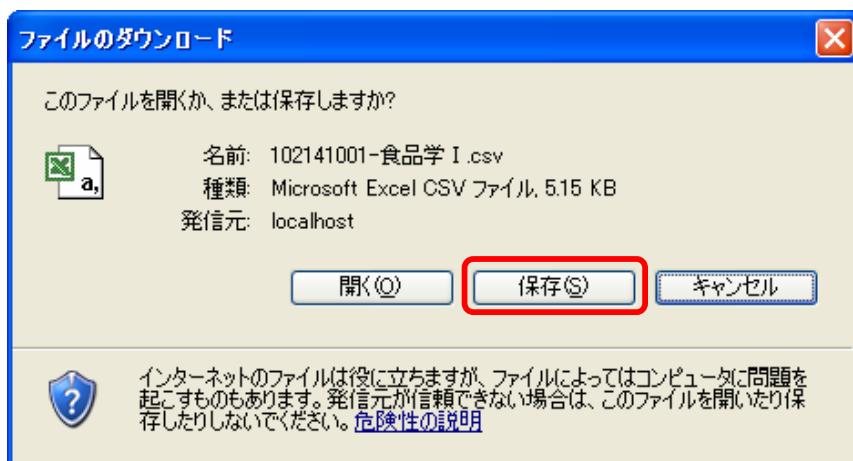 ファイルのダウンロード
このファイルを開くか、または保存しますか?
a,
名前: 102141001-食品学Ⅰ.csv
種類: Microsoft Excel CSV ファイル, 5.15 KB
発信元: localhost
開く(O) 保存(S) キャンセル
インターネットのファイルは役に立ちますが、ファイルによってはコンピュータに問題を
起こすものもあります。発信元が信頼できない場合は、このファイルを開いたり保
存したりしないでください。危険性の説明